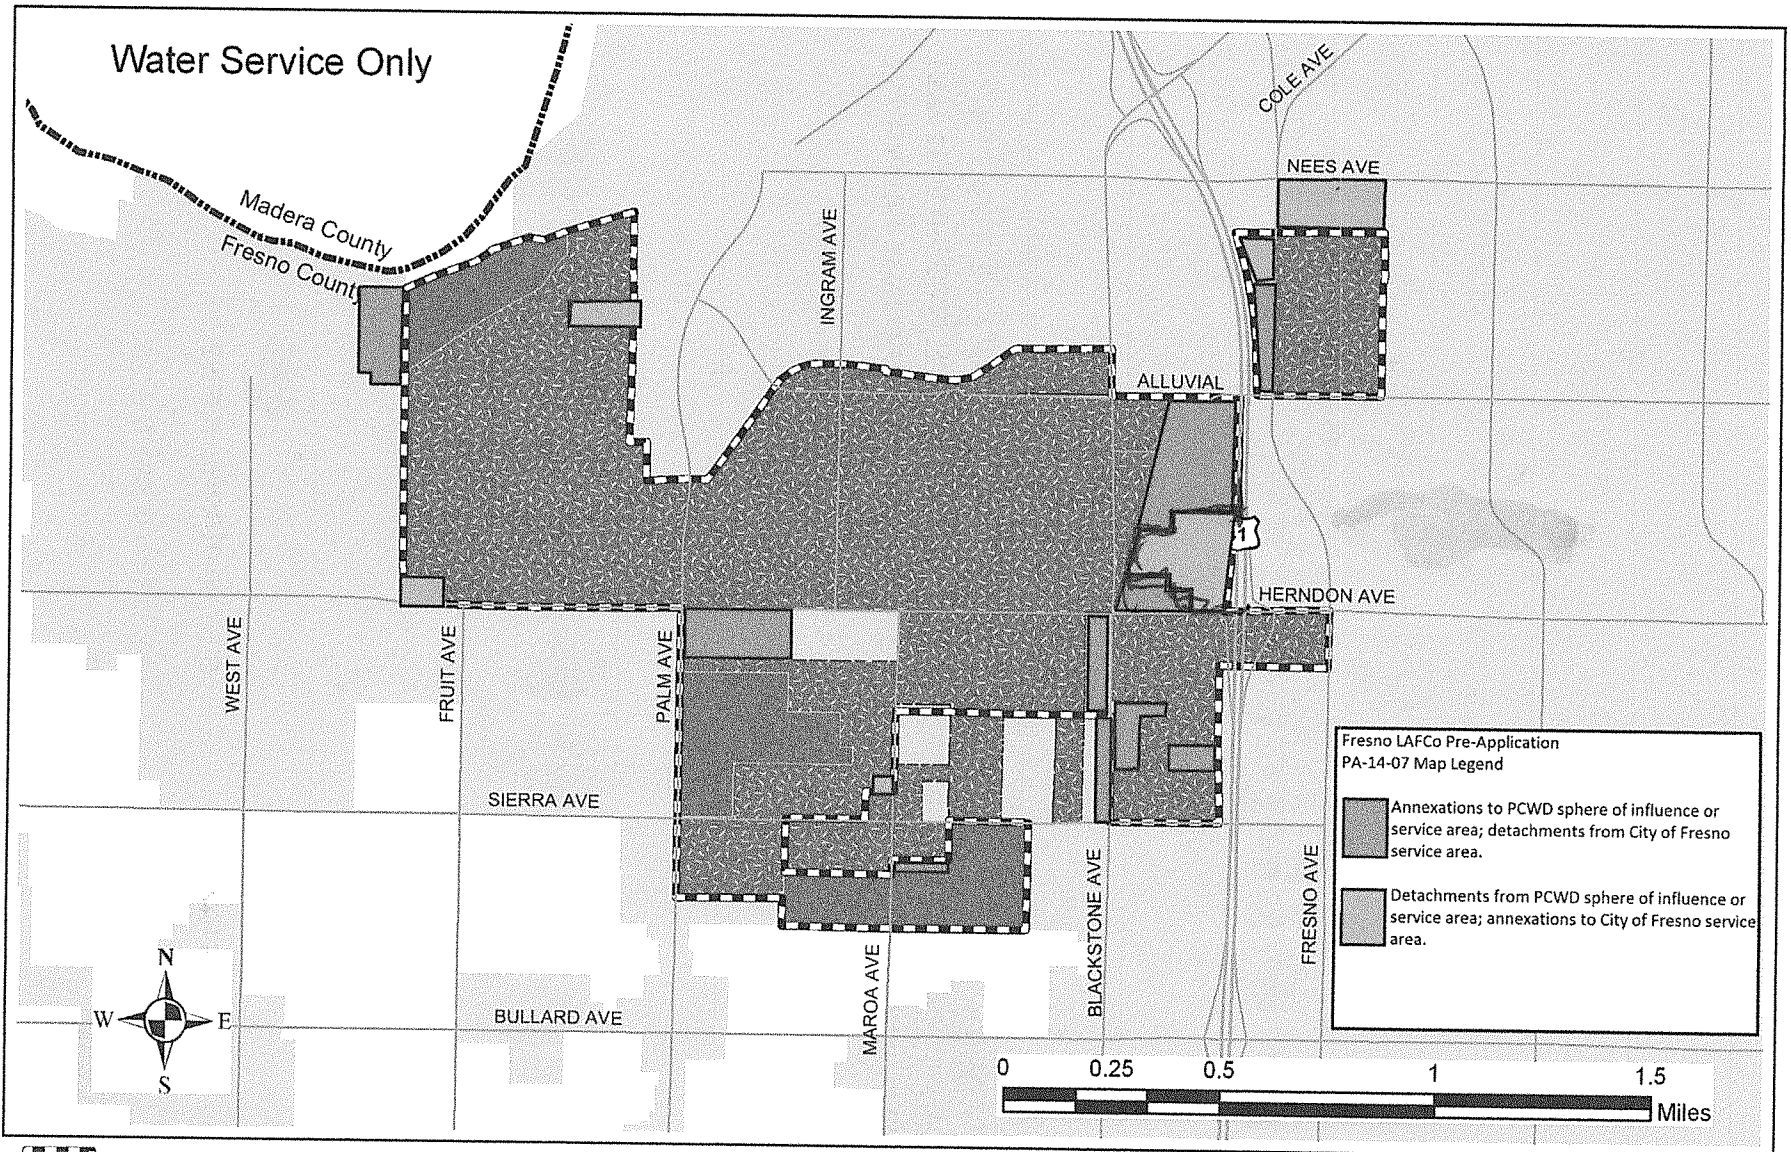 Water Service Only
COLE AVE
NEES AVE
Madera County
Fresno County
INGRAM AVE
ALLUVIAL
HERNDON AVE
WEST AVE
FRUIT AVE
PALM AVE
SIERRA AVE
MAROA AVE
BLACKSTONE AVE
FRESNO AVE
BULLARD AVE
Fresno LAFCo Pre-Application
PA-14-07 Map Legend
Annexations to PCWD sphere of influence or
service area; detachments from City of Fresno
service area.
Detachments from PCWD sphere of influence or
service area; annexations to City of Fresno service
area.
N
W E
S
0 0.25 0.5 1 1.5
Miles